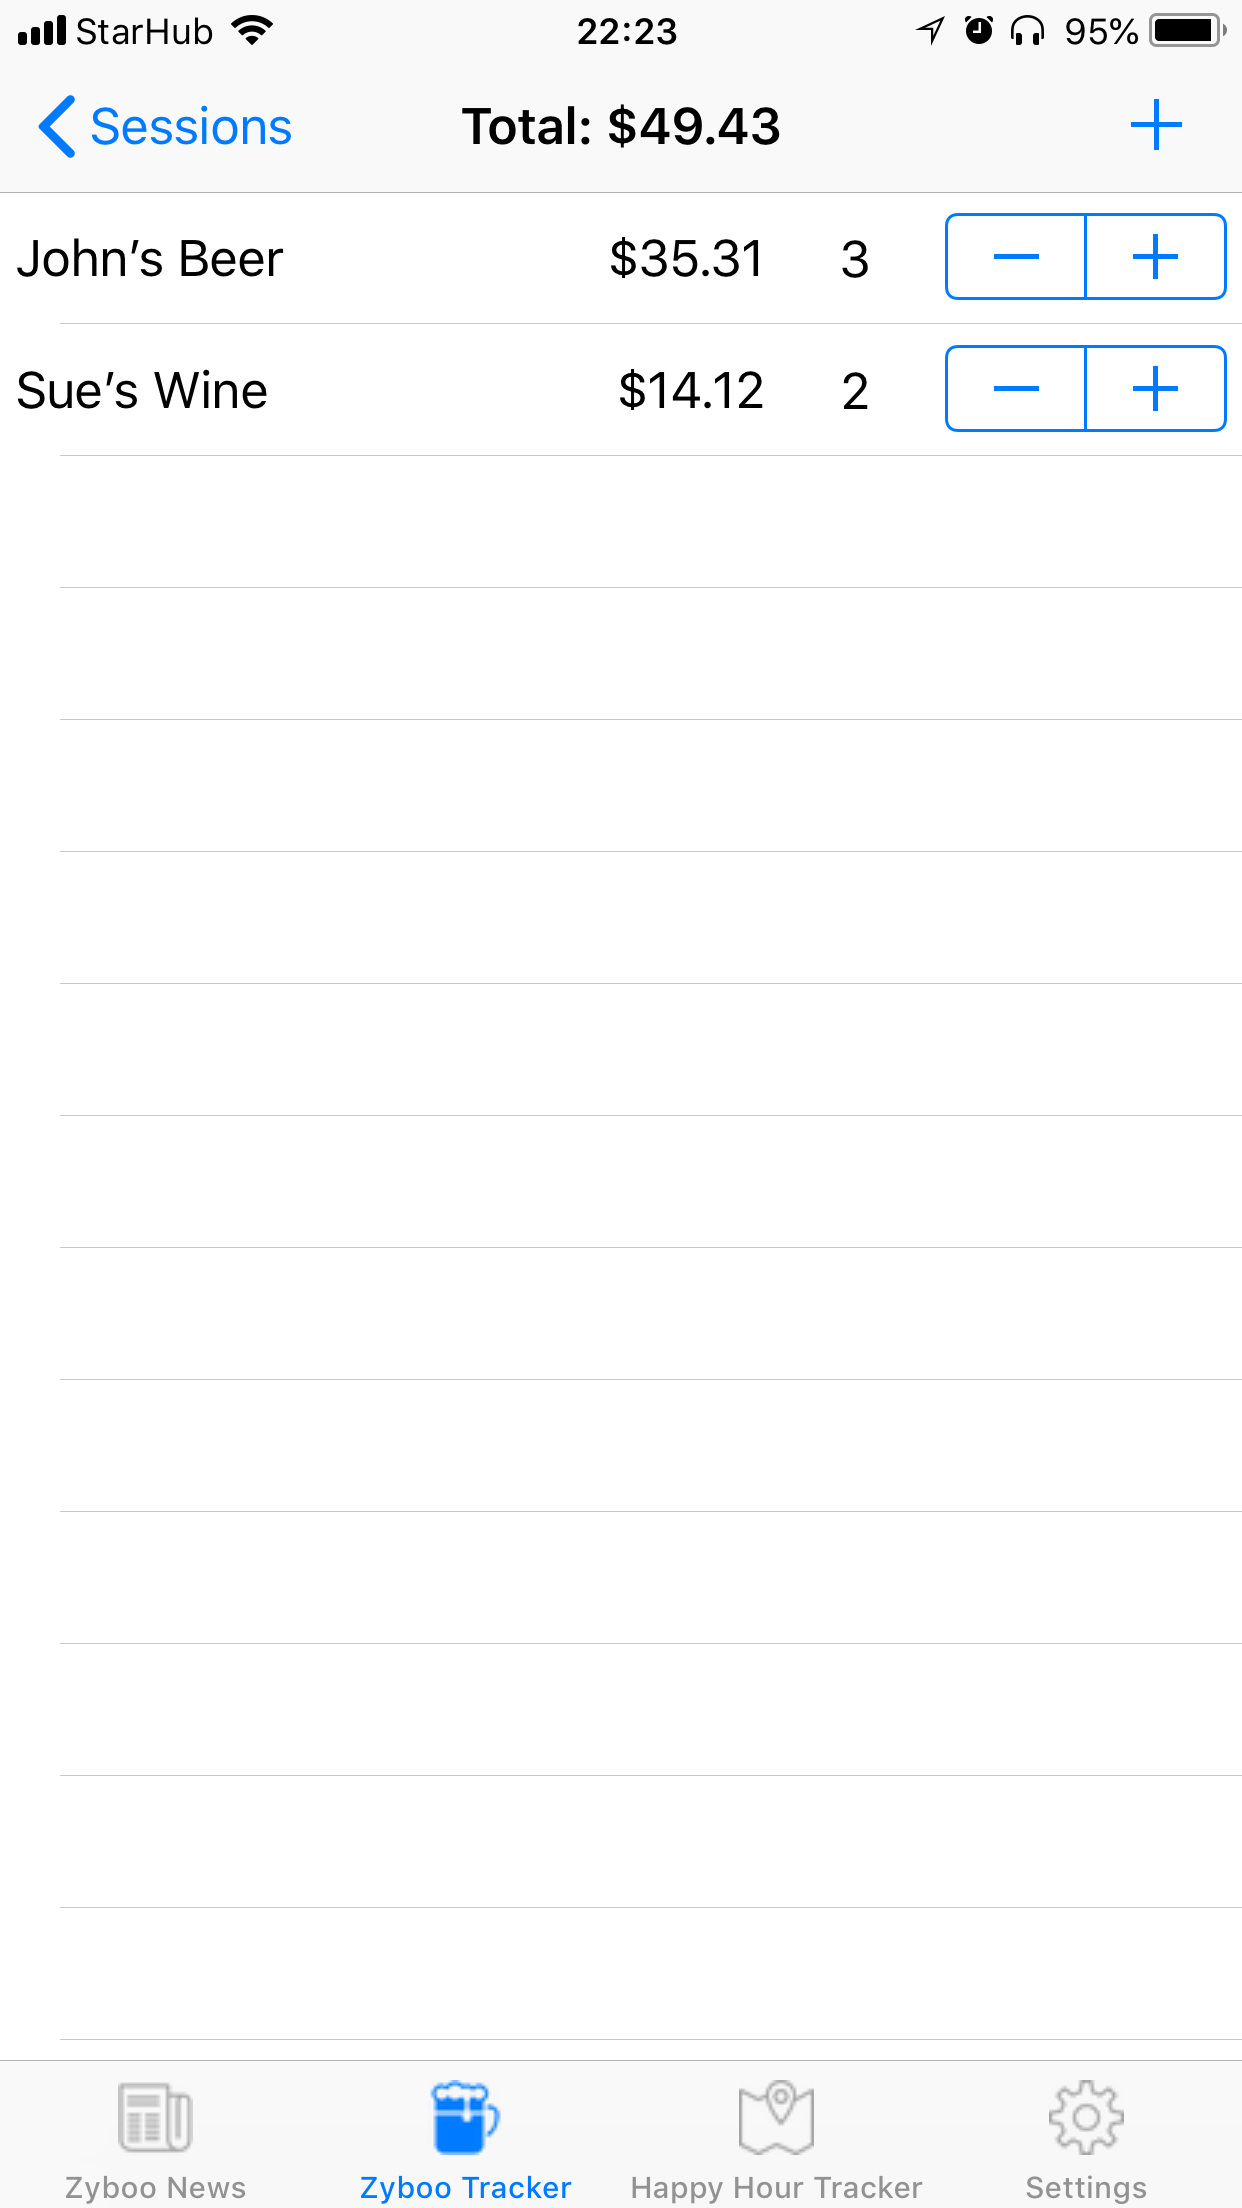 StarHub 22:23 95%
Sessions Total: $49.43
John’s Beer $35.31 3
Sue’s Wine $14.12 2
Zyboo News Zyboo Tracker Happy Hour Tracker Settings